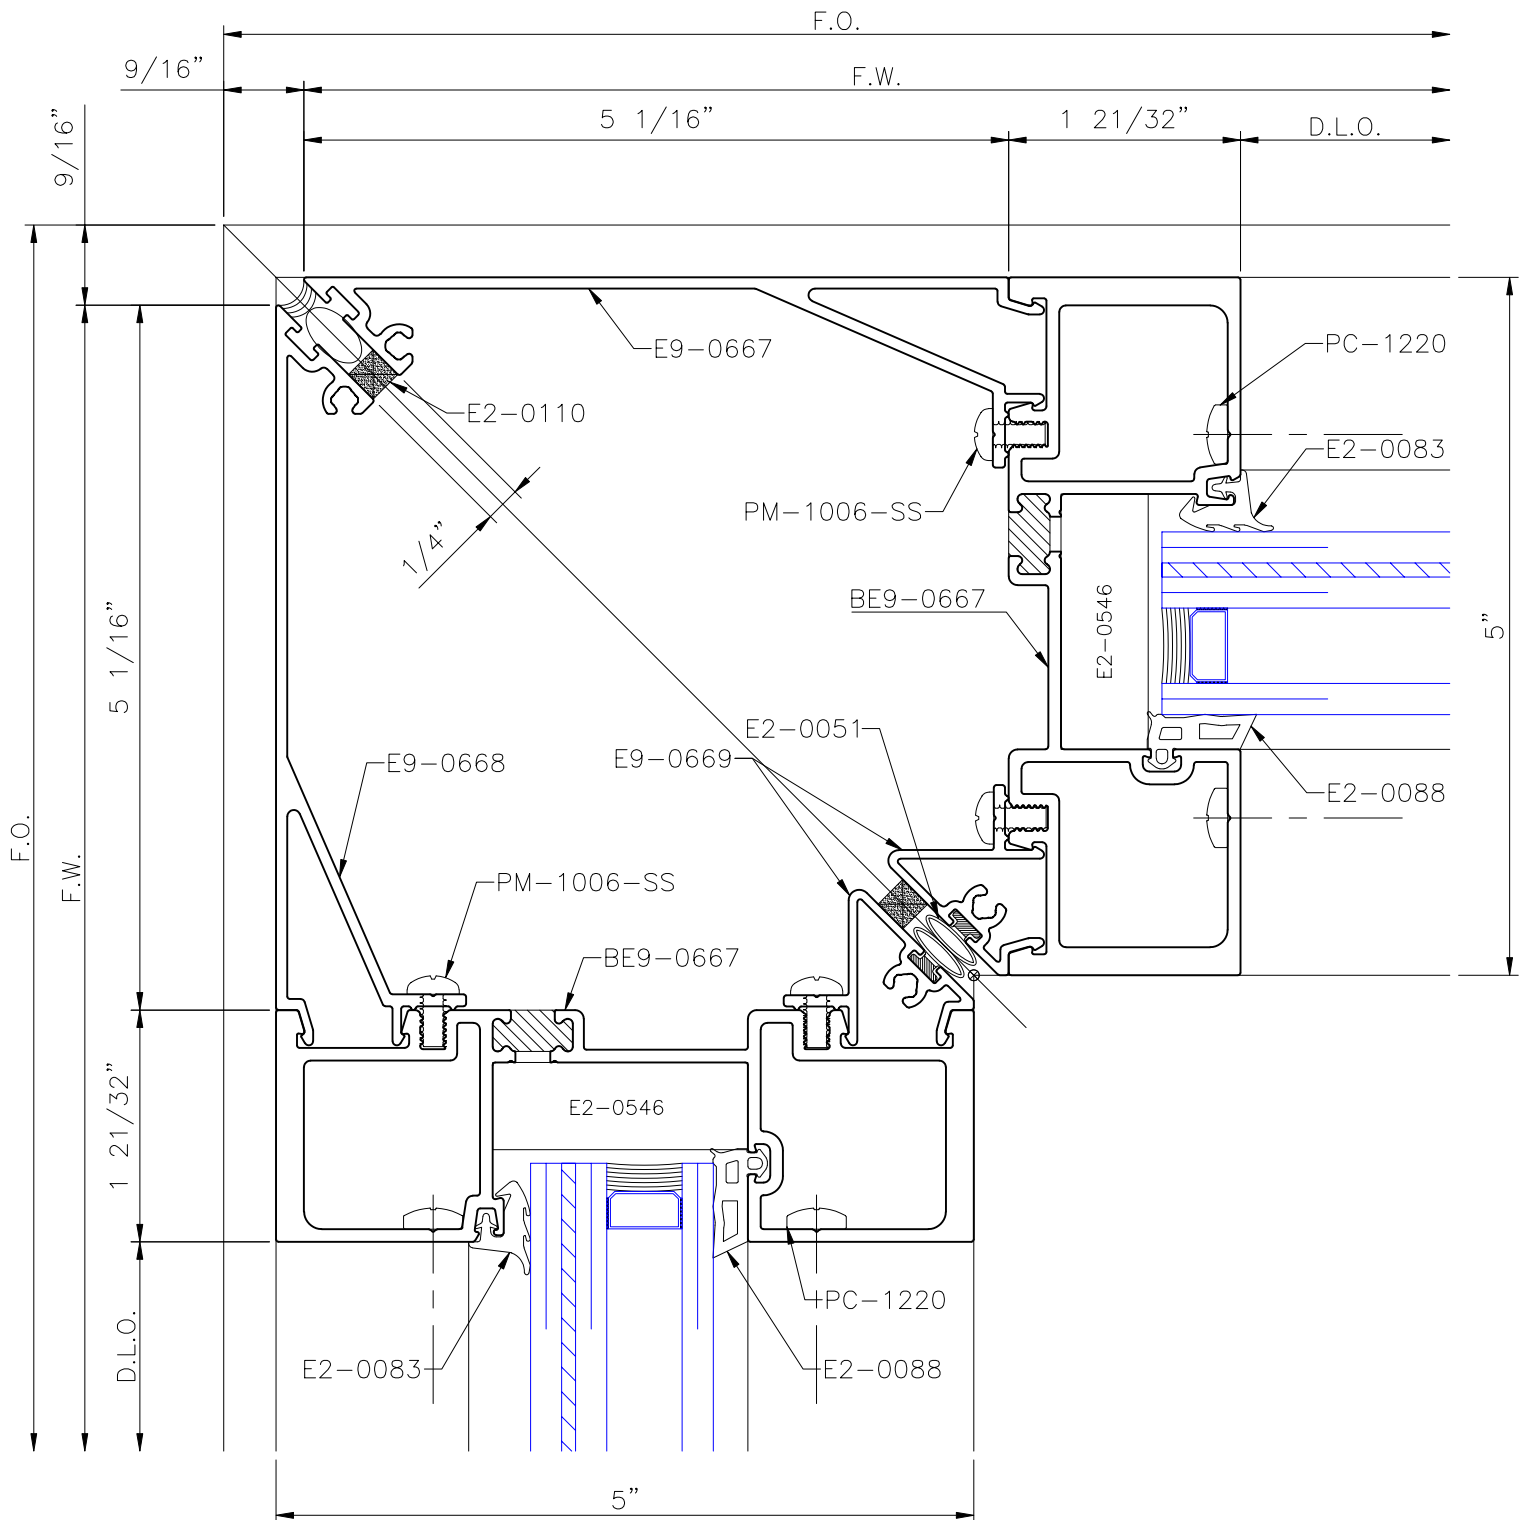 F.O.
9/16"
F.W.
5 1/16"
1 21/32"
D.L.O.
9/16"
E9-0667
PC-1220
E2-0110
E2-0083
PM-1006-SS
1/4"
BE9-0667
E2-0546
5"
5 1/16"
E2-0051
E9-0668
E9-0669
E2-0088
F.O.
F.W.
PM-1006-SS
BE9-0667
1 21/32"
E2-0546
PC-1220
D.L.O.
E2-0083
E2-0088
5"